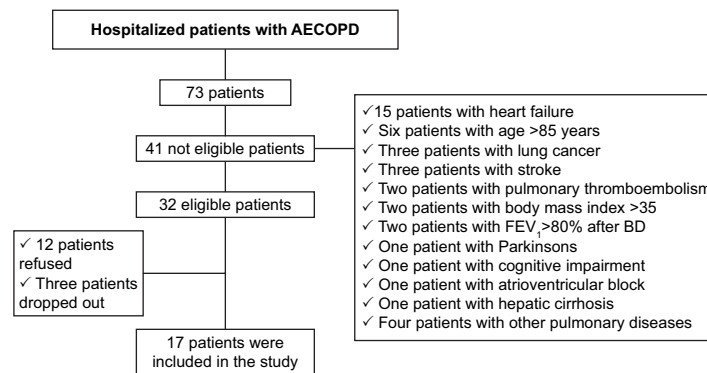 Hospitalized patients with AECOPD
73 patients
41 not eligible patients
✓15 patients with heart failure
✓ Six patients with age >85 years
✓ Three patients with lung cancer
✓ Three patients with stroke
✓ Two patients with pulmonary thromboembolism
✓ Two patients with body mass index >35
✓ Two patients with FEV1>80% after BD
✓ One patient with Parkinsons
✓ One patient with cognitive impairment
✓ One patient with atrioventricular block
✓ One patient with hepatic cirrhosis
✓ Four patients with other pulmonary diseases
32 eligible patients
✓ 12 patients
refused
✓ Three patients
dropped out
17 patients were
included in the study